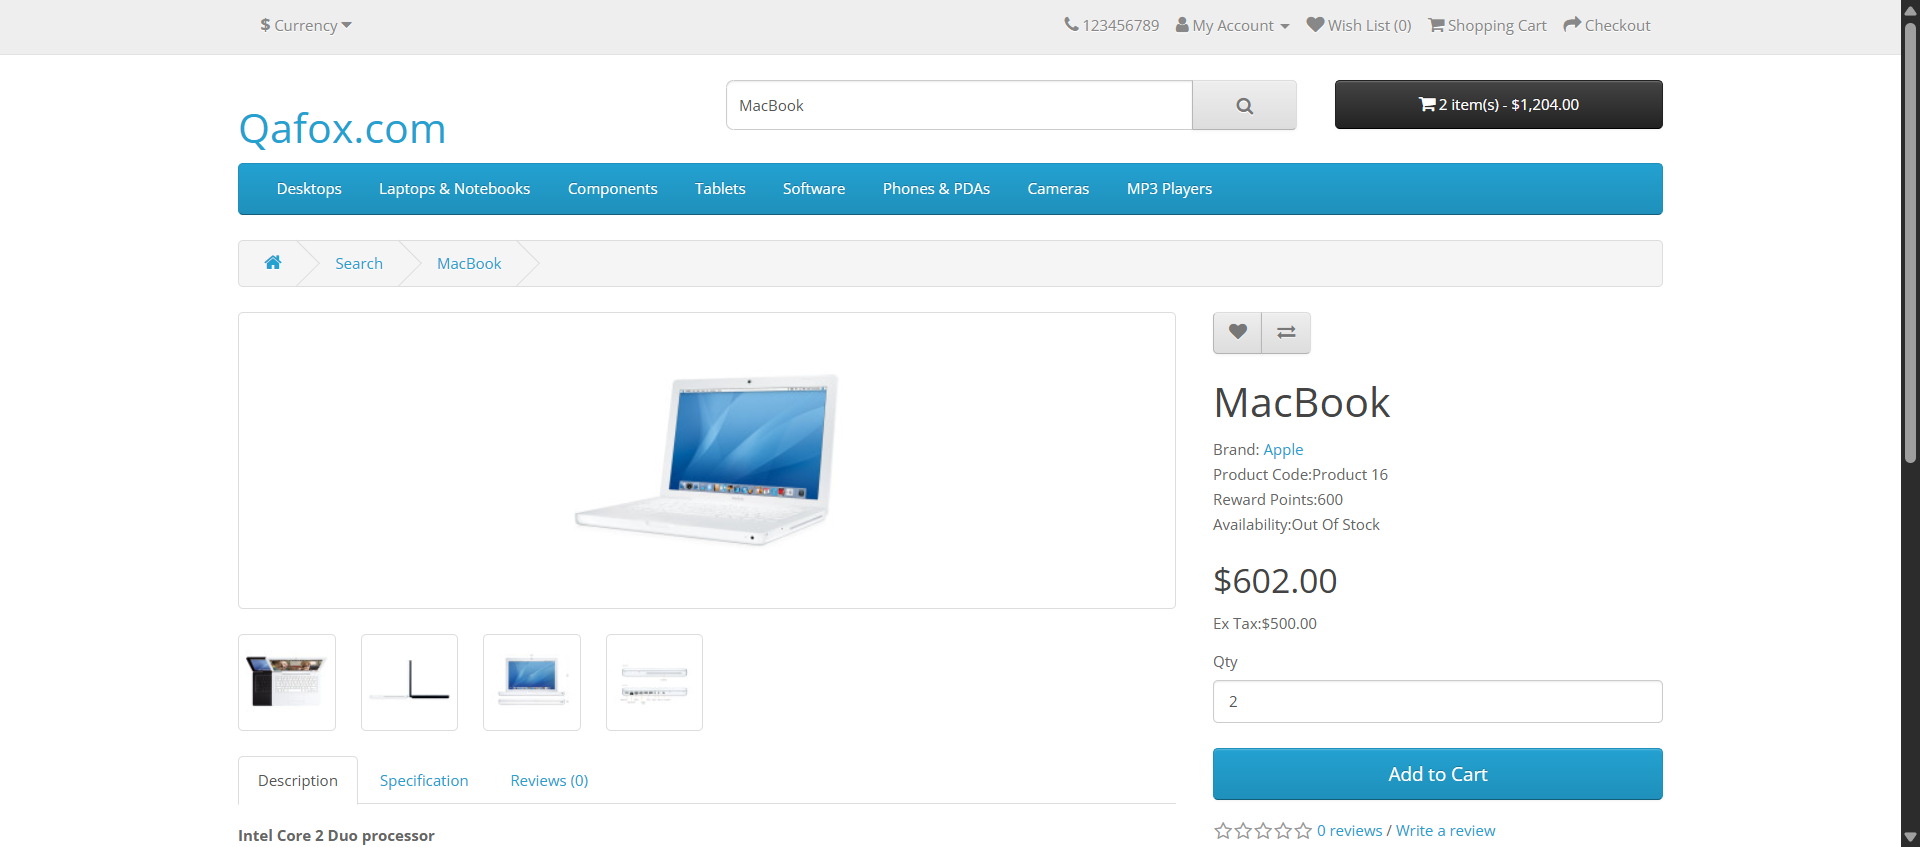 $ Currency
123456789 My Account Wish List (0) Shopping Cart Checkout
Qafox.com
MacBook
2 item(s) - $1,204.00
Desktops Laptops & Notebooks Components Tablets Software Phones & PDAs Cameras MP3 Players
Search MacBook
MacBook
Brand: Apple
Product Code:Product 16
Reward Points:600
Availability:Out Of Stock
$602.00
Ex Tax:$500.00
Qty
2
Add to Cart
0 reviews / Write a review
Description Specification Reviews (0)
Intel Core 2 Duo processor